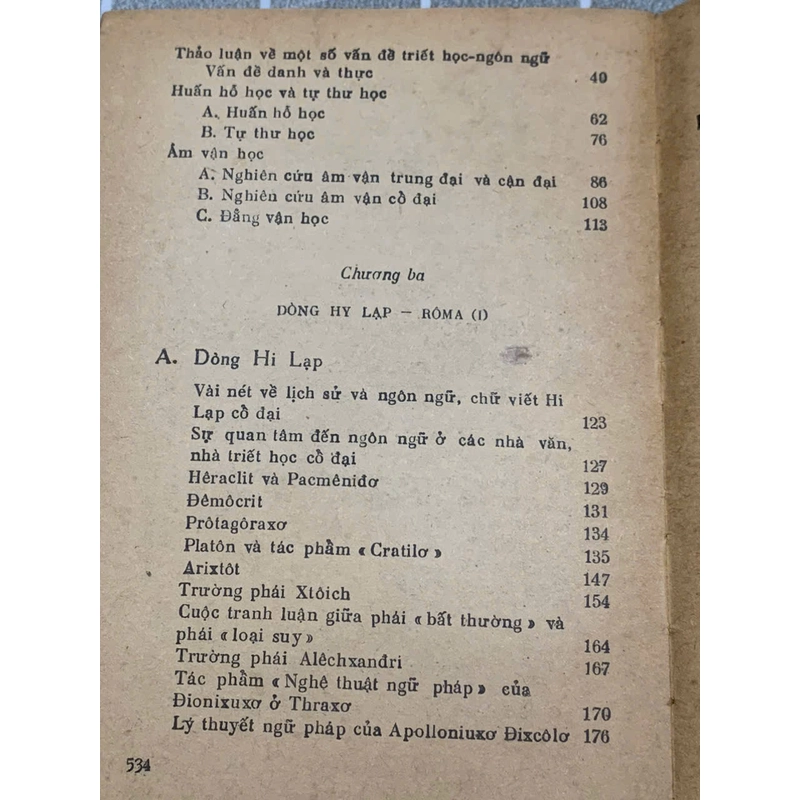 Thảo luận về một số vấn đề triết học-ngôn ngữ
Vấn đề danh và thực 40
Huấn hỗ học và tự thư học
A. Huấn hỗ học 62
B. Tự thư học 76
Âm vận học
A. Nghiên cứu âm vận trung đại và cận đại 86
B. Nghiên cứu âm vận cổ đại 108
C. Đẳng vận học 113
Chương ba
DÒNG HY LẠP – RÔMA (I)
A. Dòng Hi Lạp
Vài nét về lịch sử và ngôn ngữ, chữ viết Hi
Lạp cổ đại 123
Sự quan tâm đến ngôn ngữ ở các nhà văn,
nhà triết học cổ đại 127
Hêraclit và Pacmêniđơ 129
Đêmôcrit 131
Prôtagôraxơ 134
Platôn và tác phẩm «Cratilơ» 135
Arixtôt 147
Trường phái Xtôich 154
Cuộc tranh luận giữa phái «bất thường» và
phái «loại suy» 164
Trường phái Alêchxanđri 167
Tác phẩm «Nghệ thuật ngữ pháp» của
Đionixuxơ ở Thraxơ 170
Lý thuyết ngữ pháp của Apolloniuxơ Đixcôlơ 176
534